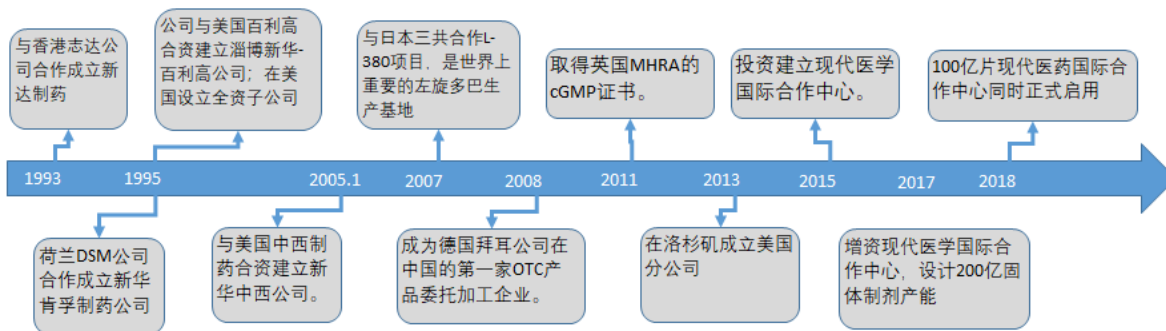 与香港志达公
司合作成立新
达制药
公司与美国百利高
合资建立淄博新华-
百利高公司；在美
国设立全资子公司
与日本三共合作L-
380项目，是世界上
重要的左旋多巴生
产基地
取得英国MHRA的
cGMP证书。
投资建立现代医学
国际合作中心。
100亿片现代医药国际合
作中心同时正式启用
1993
1995
2005.1
2007
2008
2011
2013
2015
2017
2018
荷兰DSM公司
合作成立新华
肯孚制药公司
与美国中西制
药合资建立新
华中西公司。
成为德国拜耳公司在
中国的第一家OTC产
品委托加工企业。
在洛杉矶成立美国
分公司
增资现代医学国际合
作中心，设计200亿固
体制剂产能